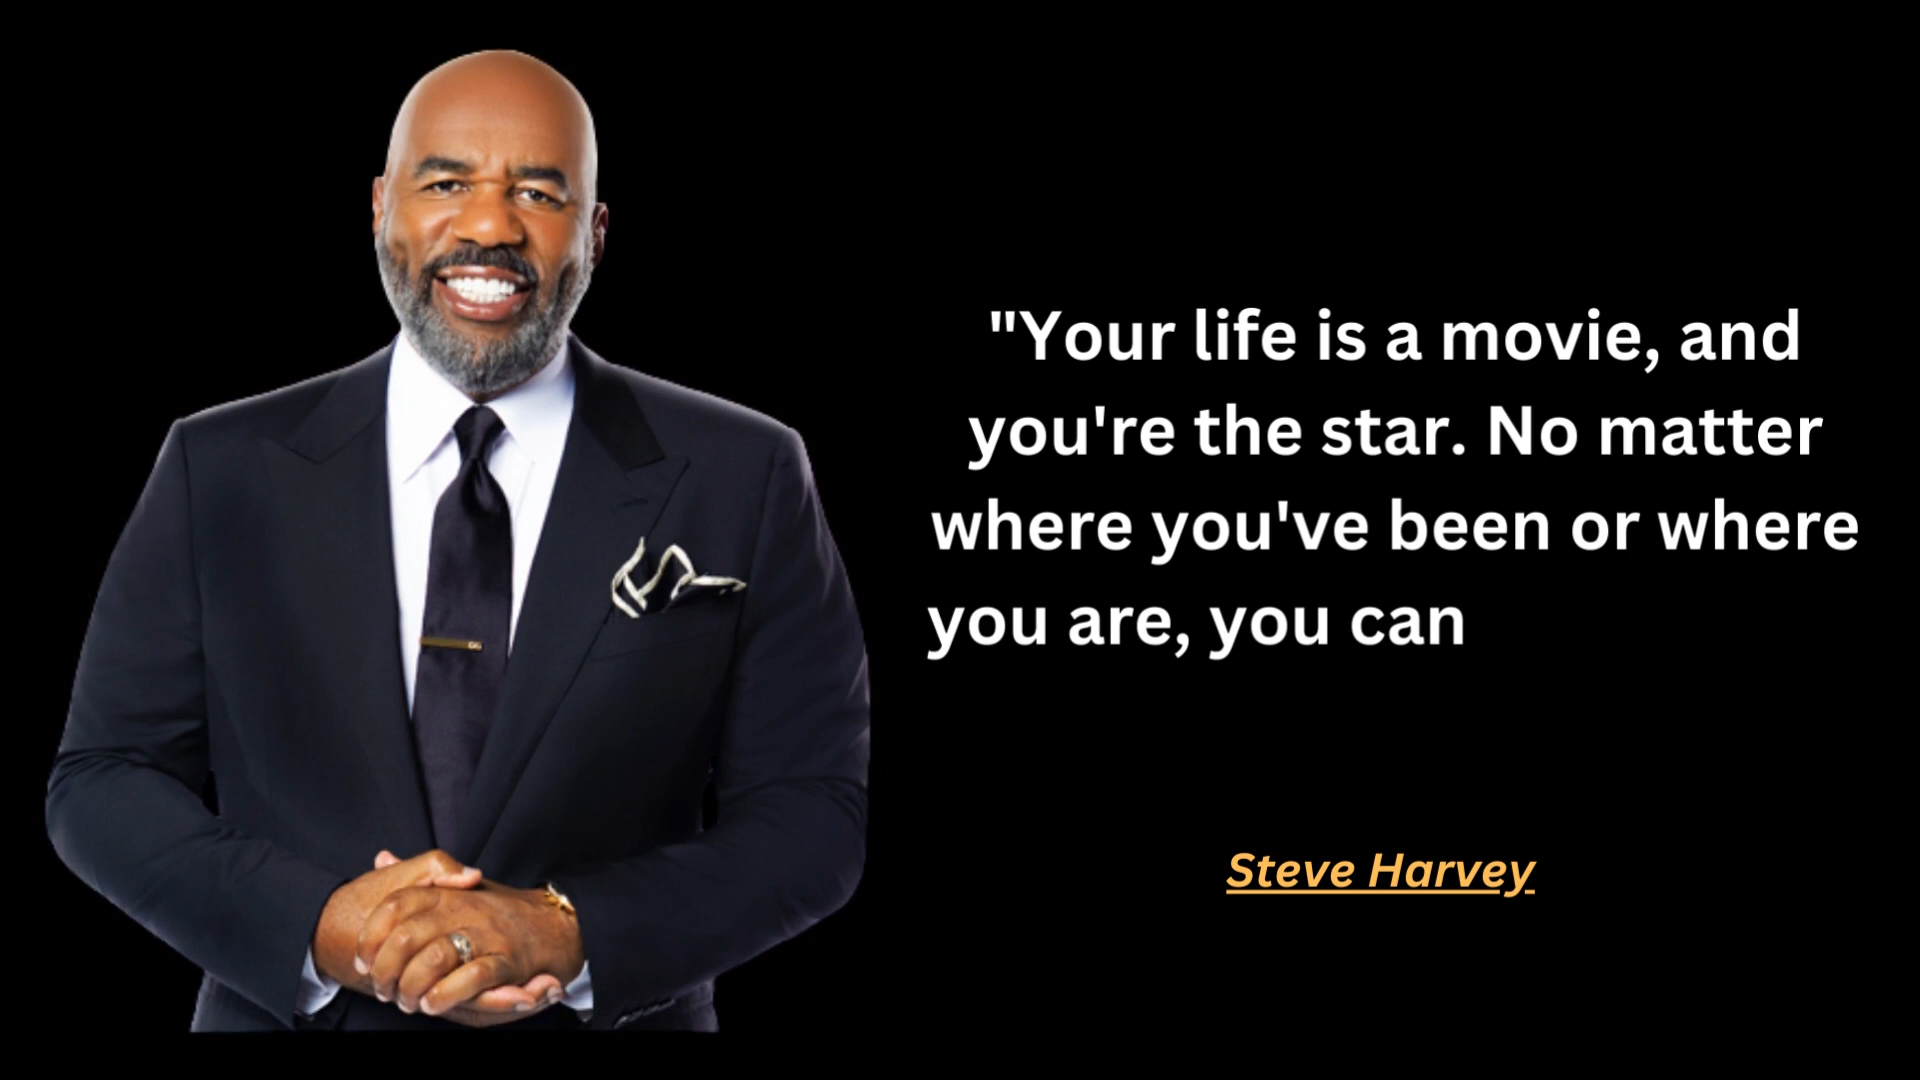 "Your life is a movie, and
you're the star. No matter
where you've been or where
you are, you can
Steve Harvey